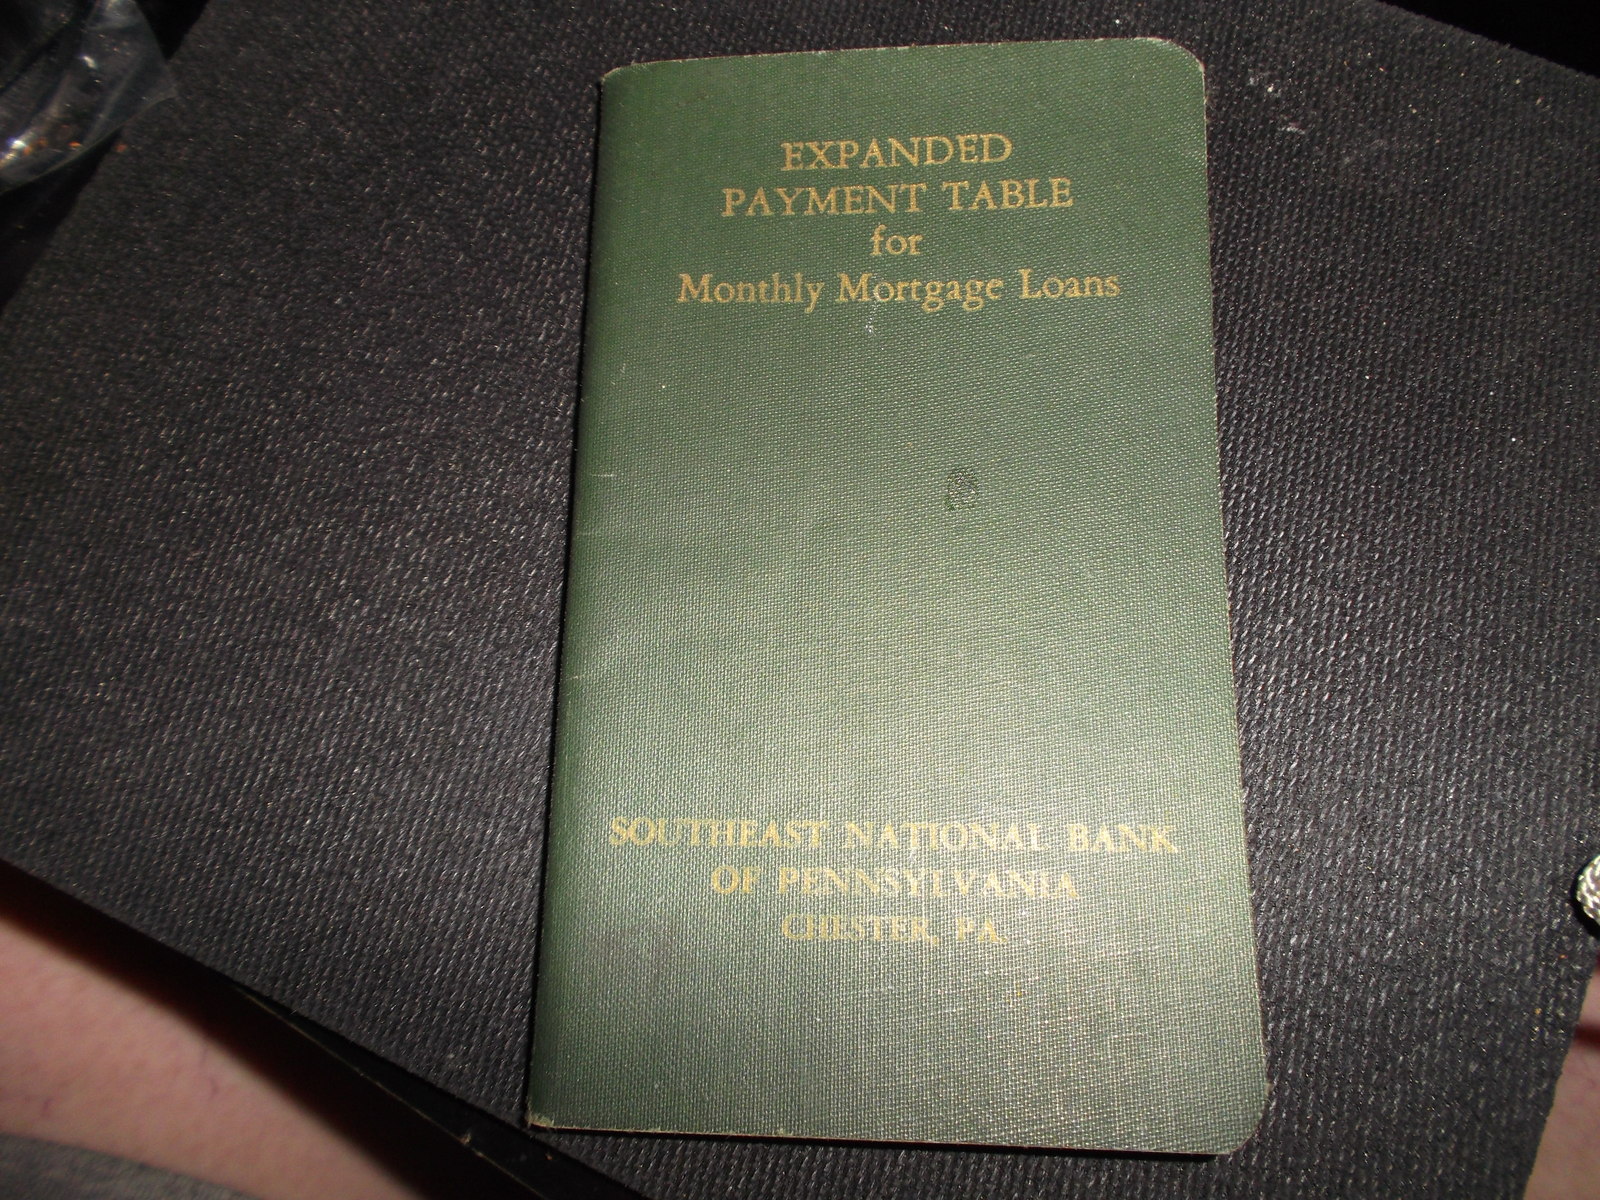 EXPANDED
PAYMENT TABLE
for
Monthly Mortgage Loans
SOUTHEAST NATIONAL BANK
OF PENNSYLVANIA
CHESTER, PA.